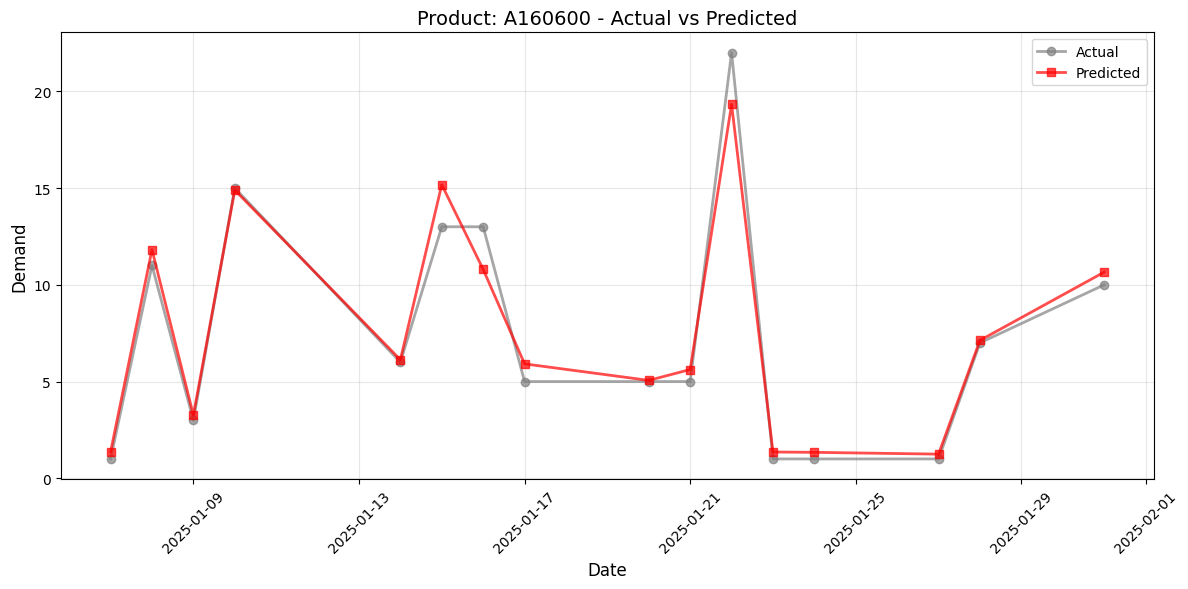 Product: A160600 - Actual vs Predicted
Actual
Predicted
Demand
20
15
10
5
0
2025-01-09
2025-01-13
2025-01-17
2025-01-21
2025-01-25
2025-01-29
2025-02-01
Date